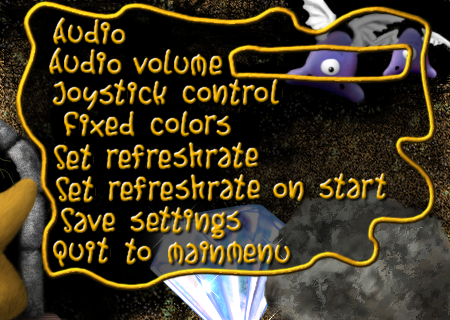 Audio
Audio volume
Joystick control
Fixed colors
Set refreshrate
Set refreshrate on start
Save settings
Quit to mainmenu